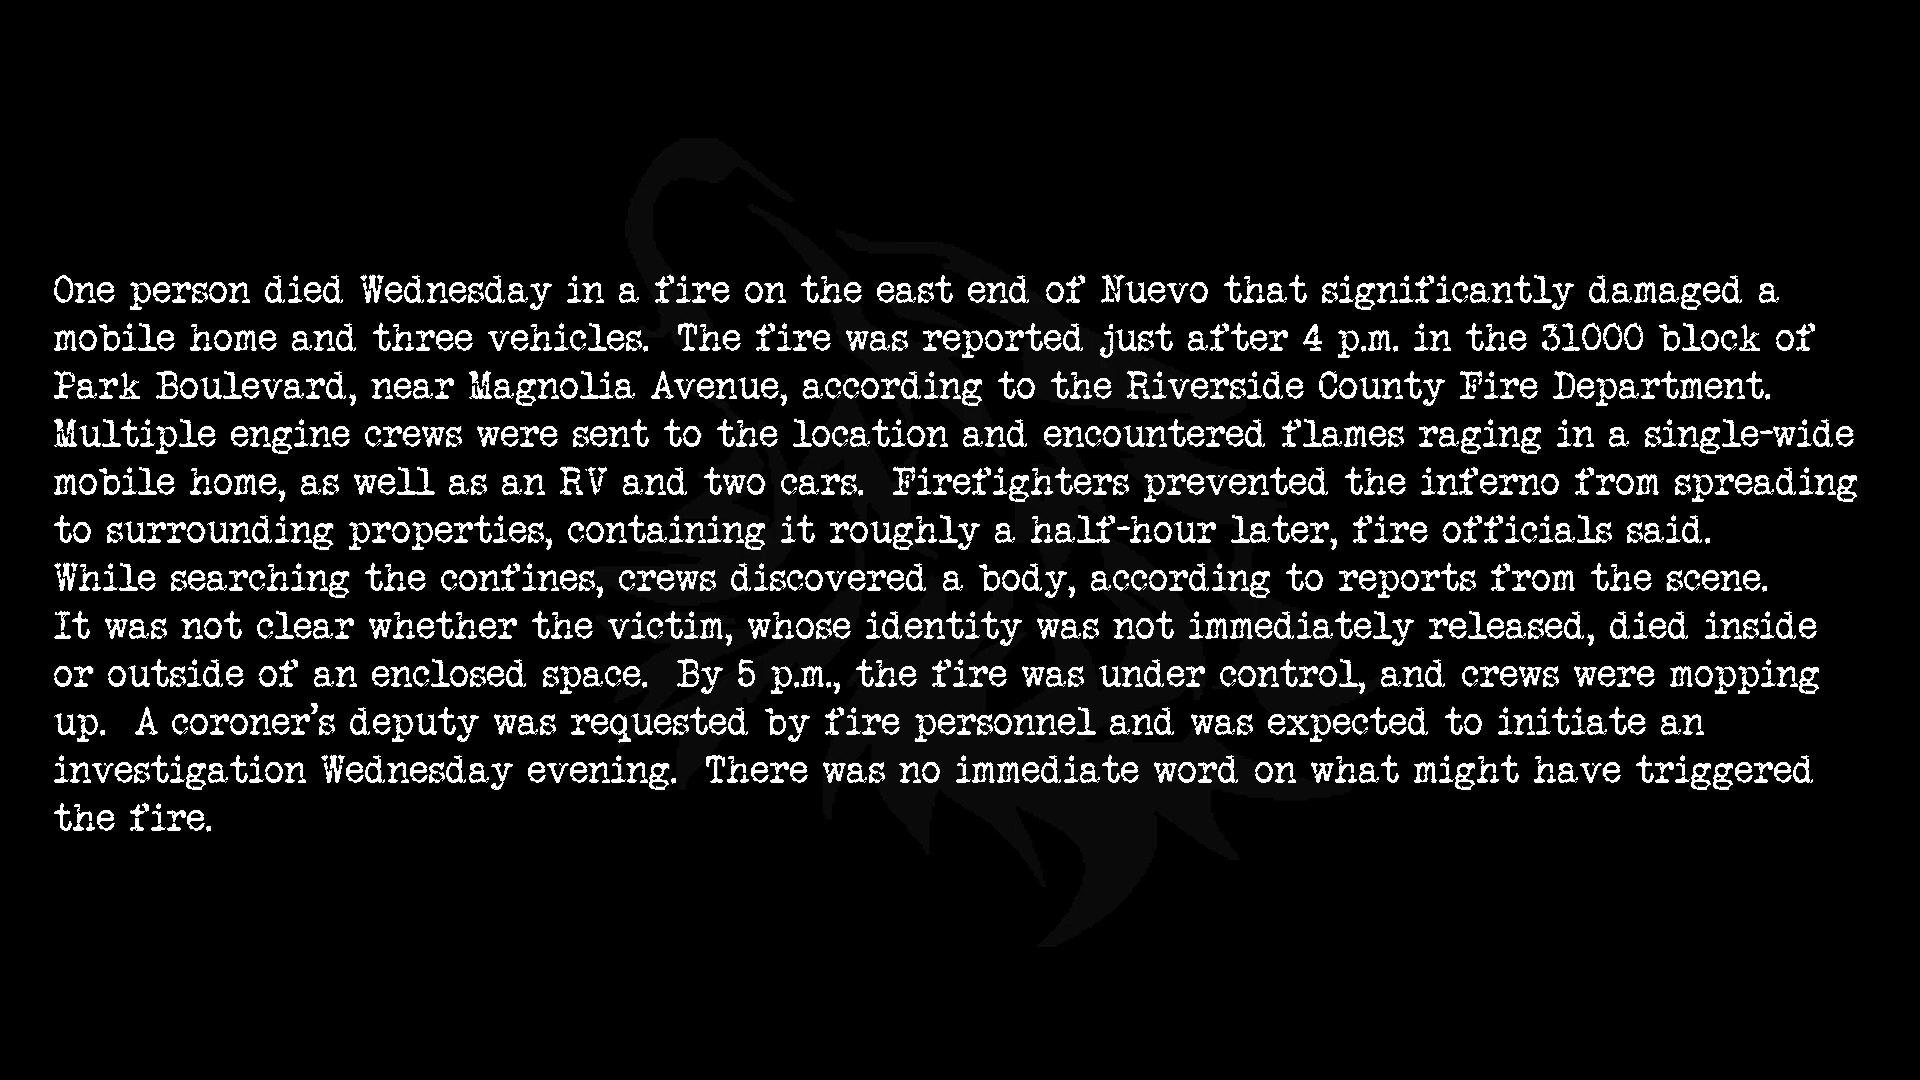 One person died Wednesday in a fire on the east end of Nuevo that significantly damaged a
mobile home and three vehicles.  The fire was reported just after 4 p.m. in the 31000 block of
Park Boulevard, near Magnolia Avenue, according to the Riverside County Fire Department.
Multiple engine crews were sent to the location and encountered flames raging in a single-wide
mobile home, as well as an RV and two cars.  Firefighters prevented the inferno from spreading
to surrounding properties, containing it roughly a half-hour later, fire officials said.
While searching the confines, crews discovered a body, according to reports from the scene.
It was not clear whether the victim, whose identity was not immediately released, died inside
or outside of an enclosed space.  By 5 p.m., the fire was under control, and crews were mopping
up.  A coroner’s deputy was requested by fire personnel and was expected to initiate an
investigation Wednesday evening.  There was no immediate word on what might have triggered
the fire.